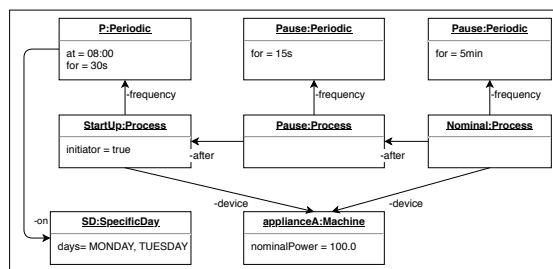 P:Periodic
at = 08:00
for = 30s
Pause:Periodic
for = 15s
Pause:Periodic
for = 5min
-frequency
-frequency
-frequency
StartUp:Process
initiator = true
-after
Pause:Process
-after
Nominal:Process
-device
-device
-on
SD:SpecificDay
days= MONDAY, TUESDAY
applianceA:Machine
nominalPower = 100.0